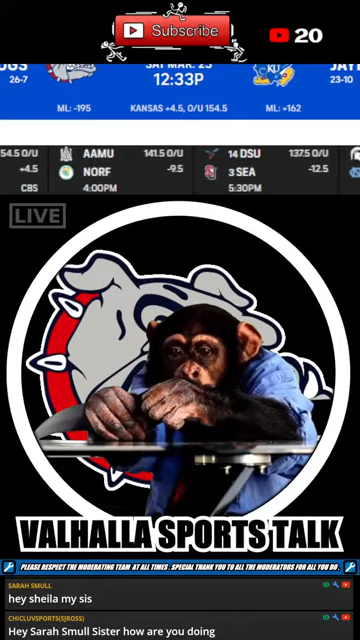 Subscribe
20
OGS
SAT MAR. 23
KU
JAYH
26-7
12:33P
23-10
ML: -195
KANSAS +4.5, O/U 154.5
ML: +162
54.5 O/U
AAMU
141.5 O/U
14 DSU
137.5 O/U
+4.5
NORF
-9.5
3 SEA
-12.5
CBS
4:00PM
5:30PM
LIVE
VALHALLA SPORTS TALK
PLEASE RESPECT THE MODERATING TEAM AT ALL TIMES . SPECIAL THANK YOU TO ALL THE MODERATORS FOR ALL YOU DO .
SARAH SMULL
hey sheila my sis
CHICLUVSPORTS(SJROSS)
Hey Sarah Smull Sister how are you doing